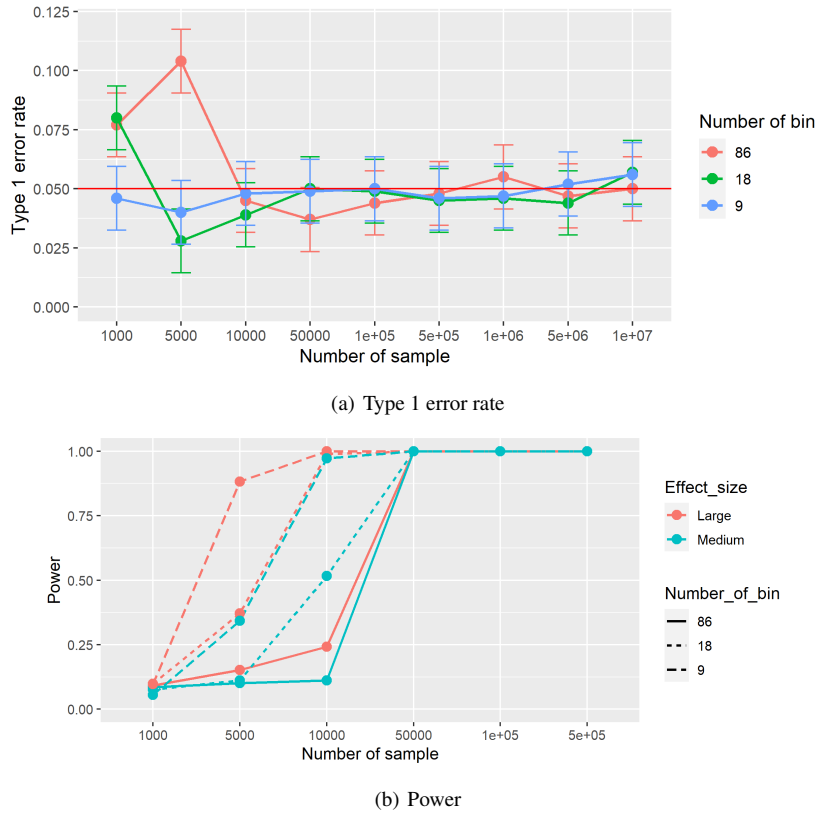 0.125
0.100
0.075
0.050
0.025
0.000
Type 1 error rate
1000 5000 10000 50000 1e+05 5e+05 1e+06 5e+06 1e+07
Number of sample
Number of bin
86
18
9
(a) Type 1 error rate
1.00
0.75
0.50
0.25
0.00
Power
1000 5000 10000 50000 1e+05 5e+05
Number of sample
Effect_size
Large
Medium
Number_of_bin
86
18
9
(b) Power